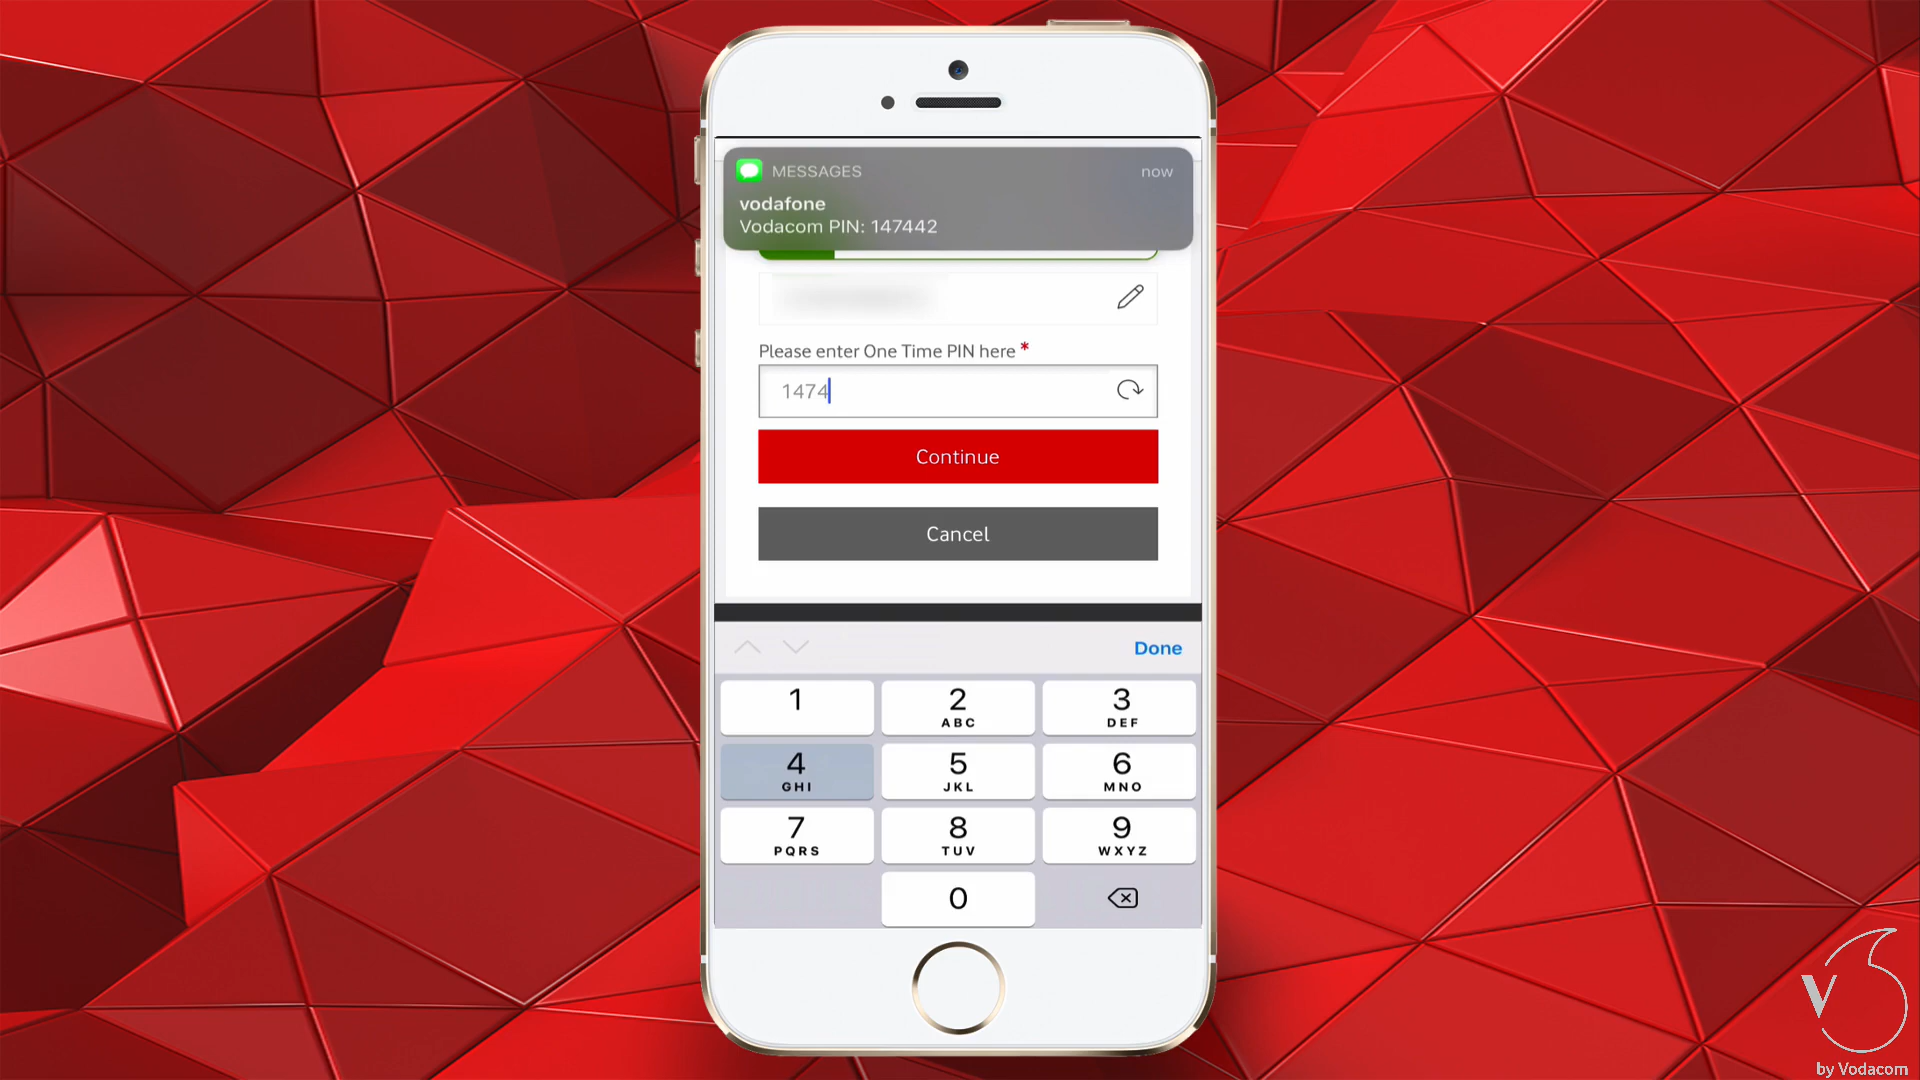 MESSAGES now
vodafone
Vodacom PIN: 147442
Please enter One Time PIN here *
1474
Continue
Cancel
Done
1 2 3
ABC DEF
4 5 6
GHI JKL MNO
7 8 9
PQRS TUV WXYZ
0
V
by Vodacom